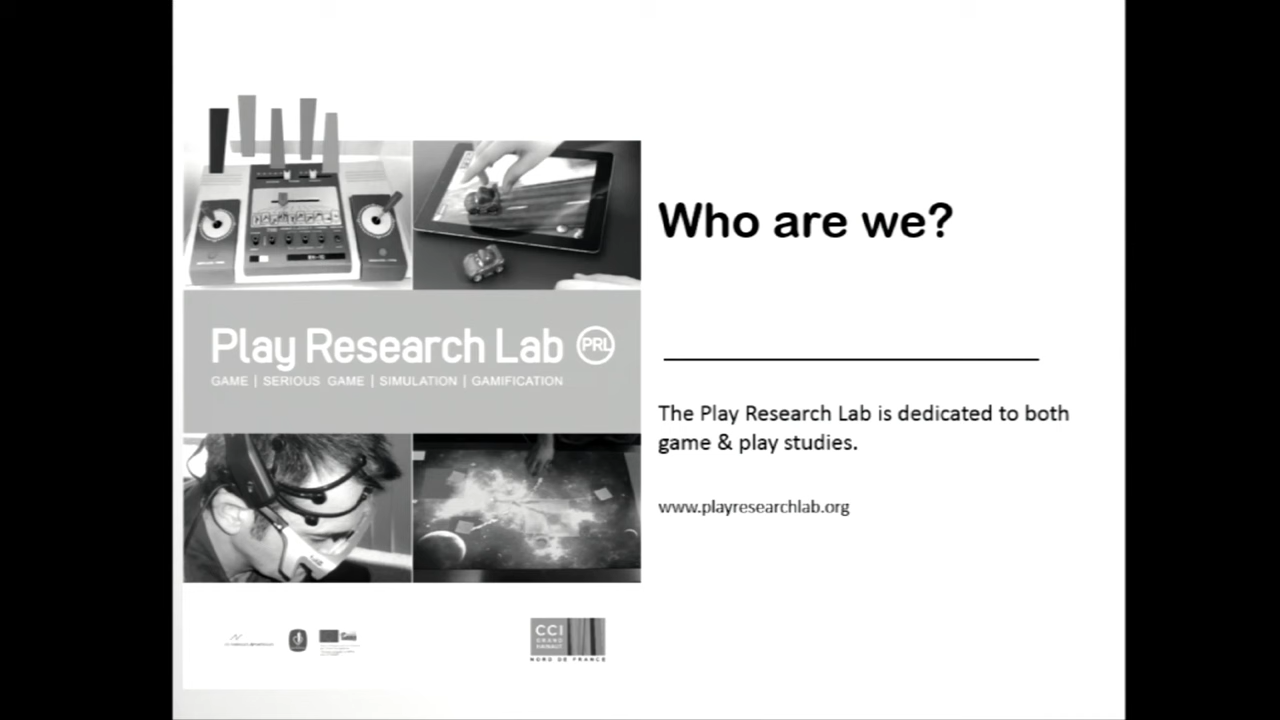 Who are we?
Play Research Lab PRL
GAME | SERIOUS GAME | SIMULATION | GAMIFICATION
The Play Research Lab is dedicated to both
game & play studies.
www.playresearchlab.org
CCI
GRAND
HAINAUT
NORD DE FRANCE